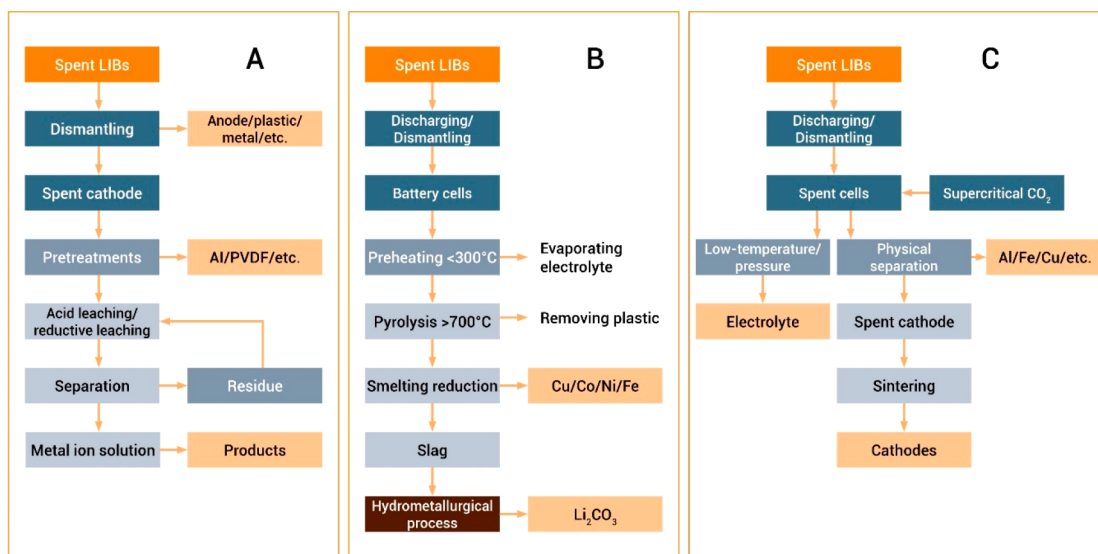 A
Spent LIBs
Dismantling
Anode/plastic/
metal/etc.
Spent cathode
Pretreatments
Al/PVDF/etc.
Acid leaching/
reductive leaching
Separation
Residue
Metal ion solution
Products
B
Spent LIBs
Discharging/
Dismantling
Battery cells
Preheating <300°C
Evaporating
electrolyte
Pyrolysis >700°C
Removing plastic
Smelting reduction
Cu/Co/Ni/Fe
Slag
Hydrometallurgical
process
Li₂CO₃
C
Spent LIBs
Discharging/
Dismantling
Spent cells
Supercritical CO₂
Low-temperature/
pressure
Physical
separation
Al/Fe/Cu/etc.
Electrolyte
Spent cathode
Sintering
Cathodes